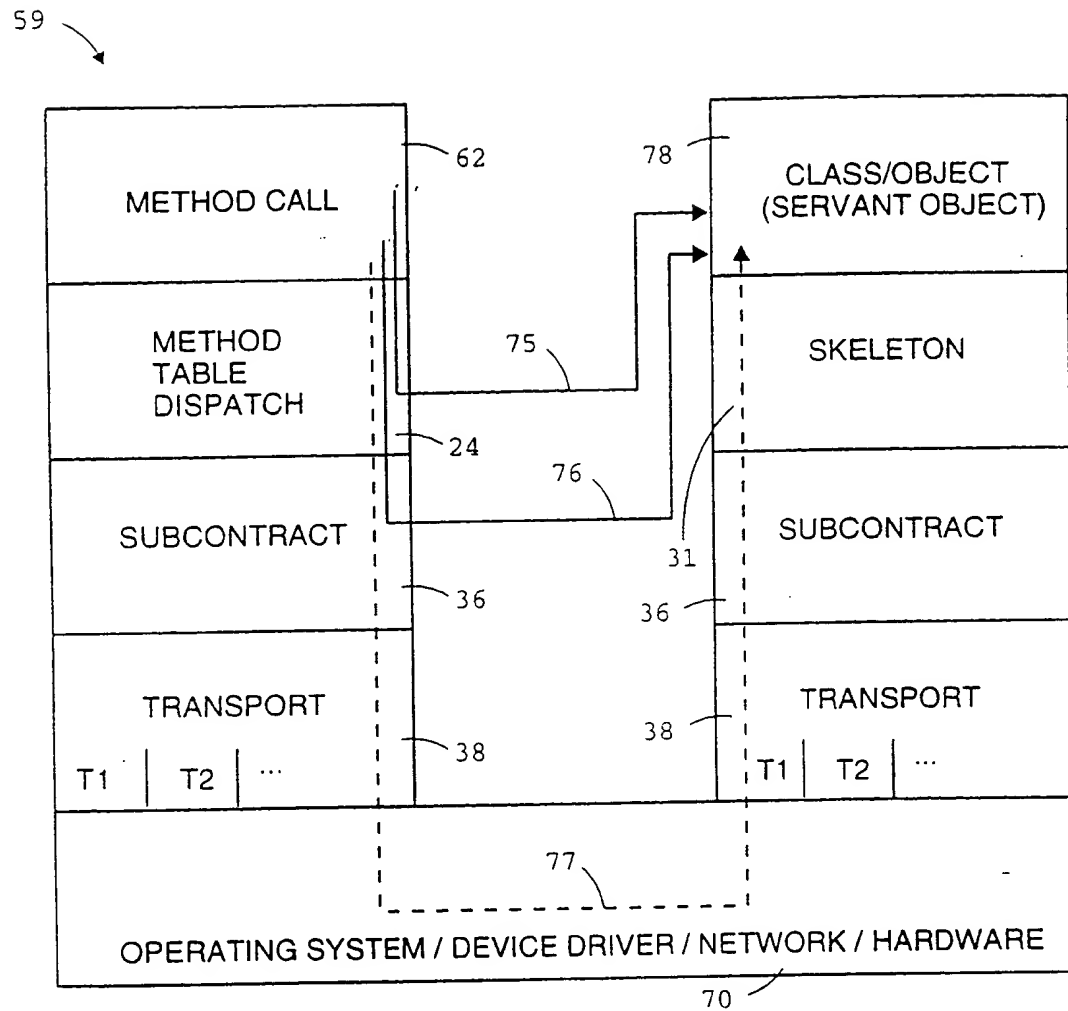 59
62
METHOD CALL
78
CLASS/OBJECT
(SERVANT OBJECT)
METHOD
TABLE
DISPATCH
24
75
SKELETON
31
76
SUBCONTRACT
36
SUBCONTRACT
36
TRANSPORT
38
T1
T2
...
TRANSPORT
38
T1
T2
...
77
OPERATING SYSTEM / DEVICE DRIVER / NETWORK / HARDWARE
70